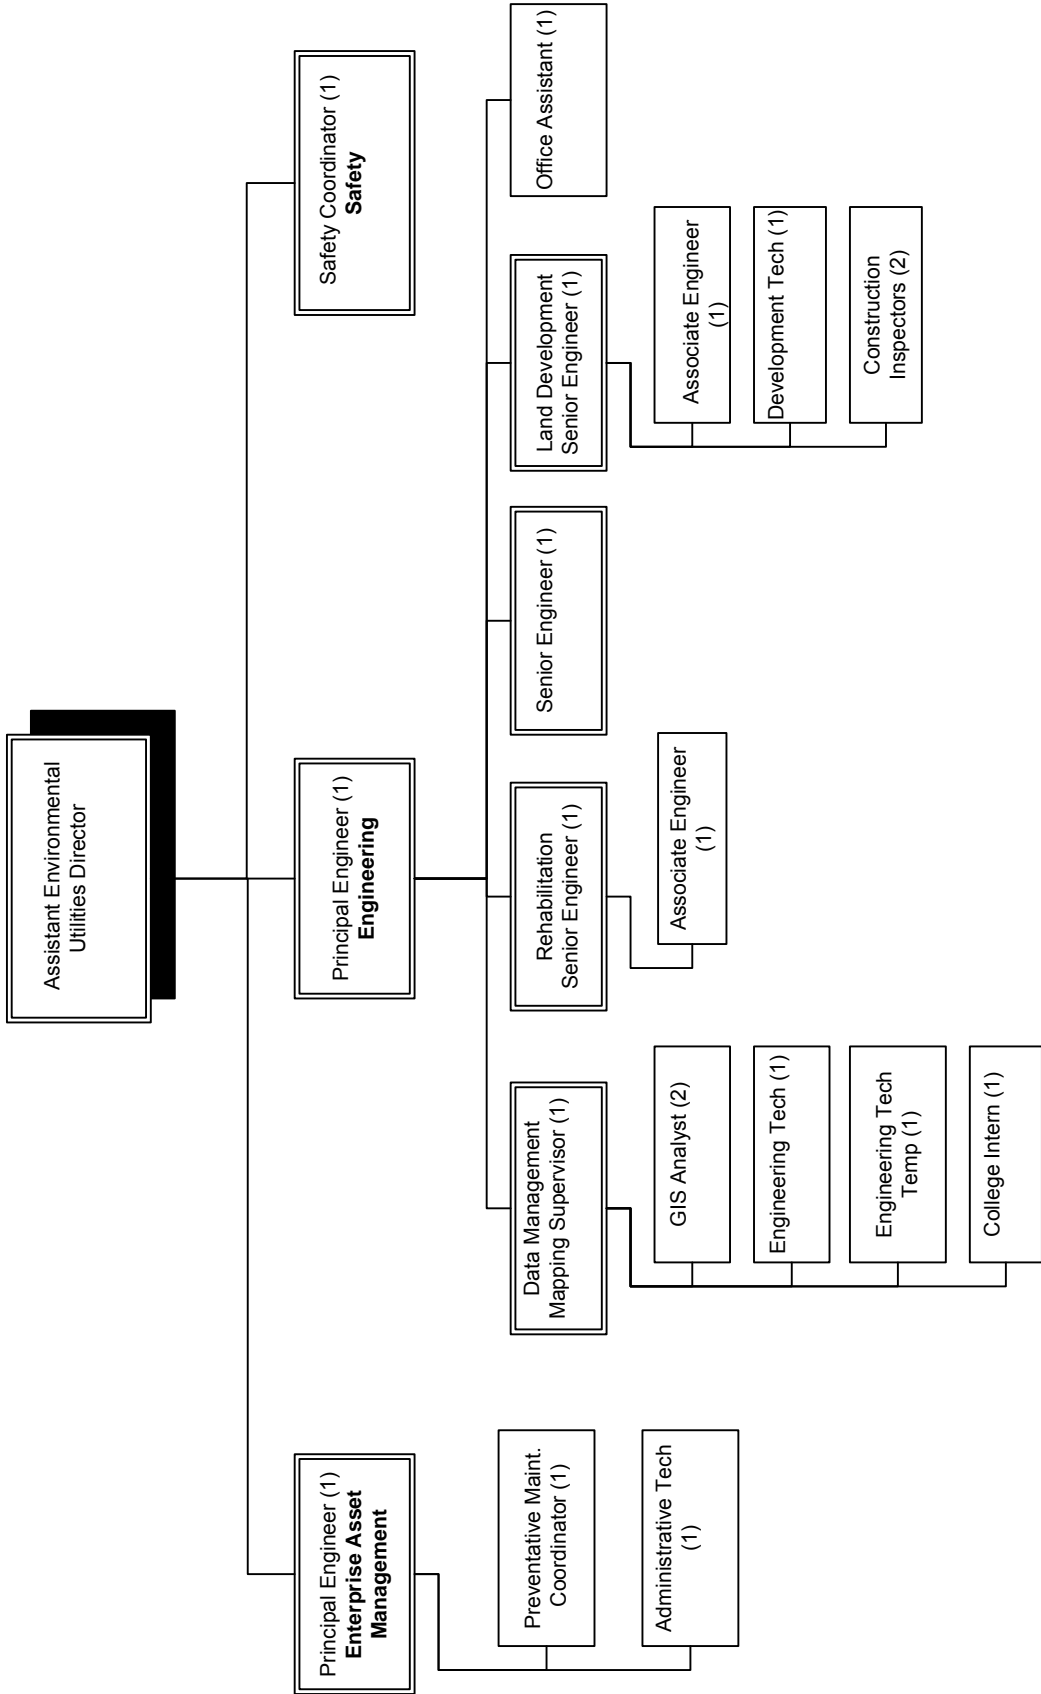 Assistant Environmental
Utilities Director
Principal Engineer (1)
Enterprise Asset
Management
Principal Engineer (1)
Engineering
Safety Coordinator (1)
Safety
Preventative Maint.
Coordinator (1)
Administrative Tech
(1)
Data Management
Mapping Supervisor (1)
Rehabilitation
Senior Engineer (1)
Senior Engineer (1)
Land Development
Senior Engineer (1)
Office Assistant (1)
GIS Analyst (2)
Engineering Tech (1)
Engineering Tech
Temp (1)
College Intern (1)
Associate Engineer
(1)
Associate Engineer
(1)
Development Tech (1)
Construction
Inspectors (2)